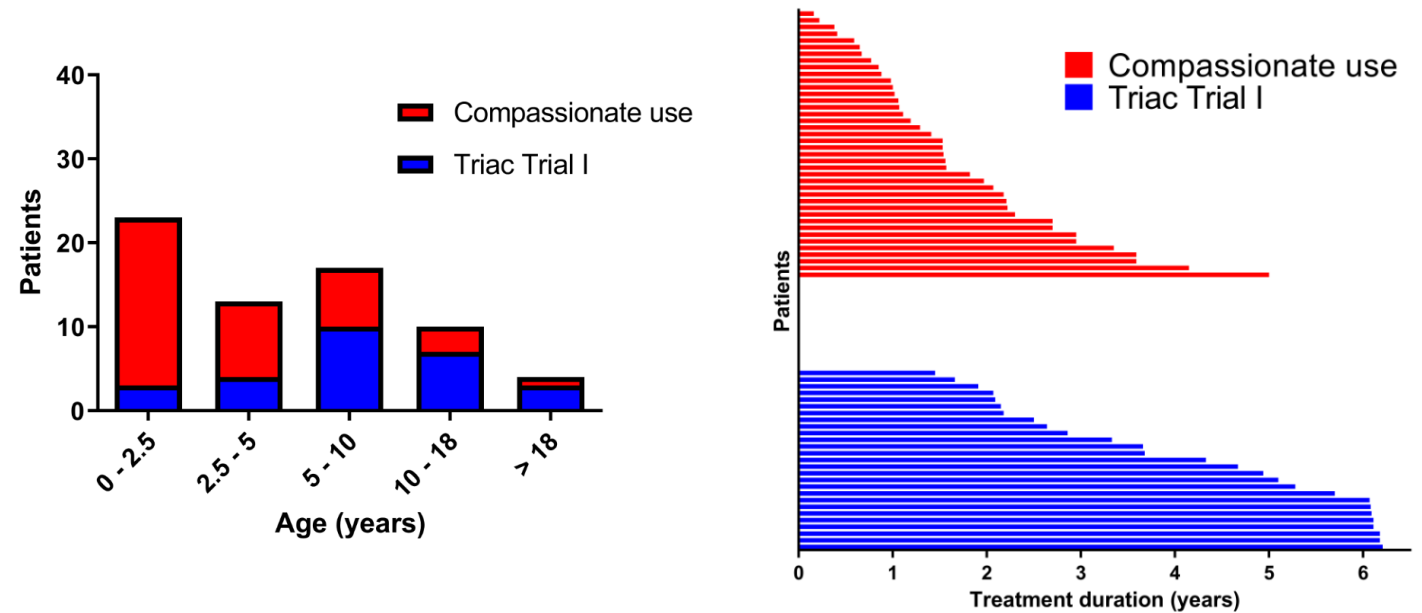 40
30
20
10
0
Patients
Compassionate use
Triac Trial I
0 - 2.5
2.5 - 5
5 - 10
10 - 18
> 18
Age (years)
Compassionate use
Triac Trial I
Patients
0 1 2 3 4 5 6
Treatment duration (years)